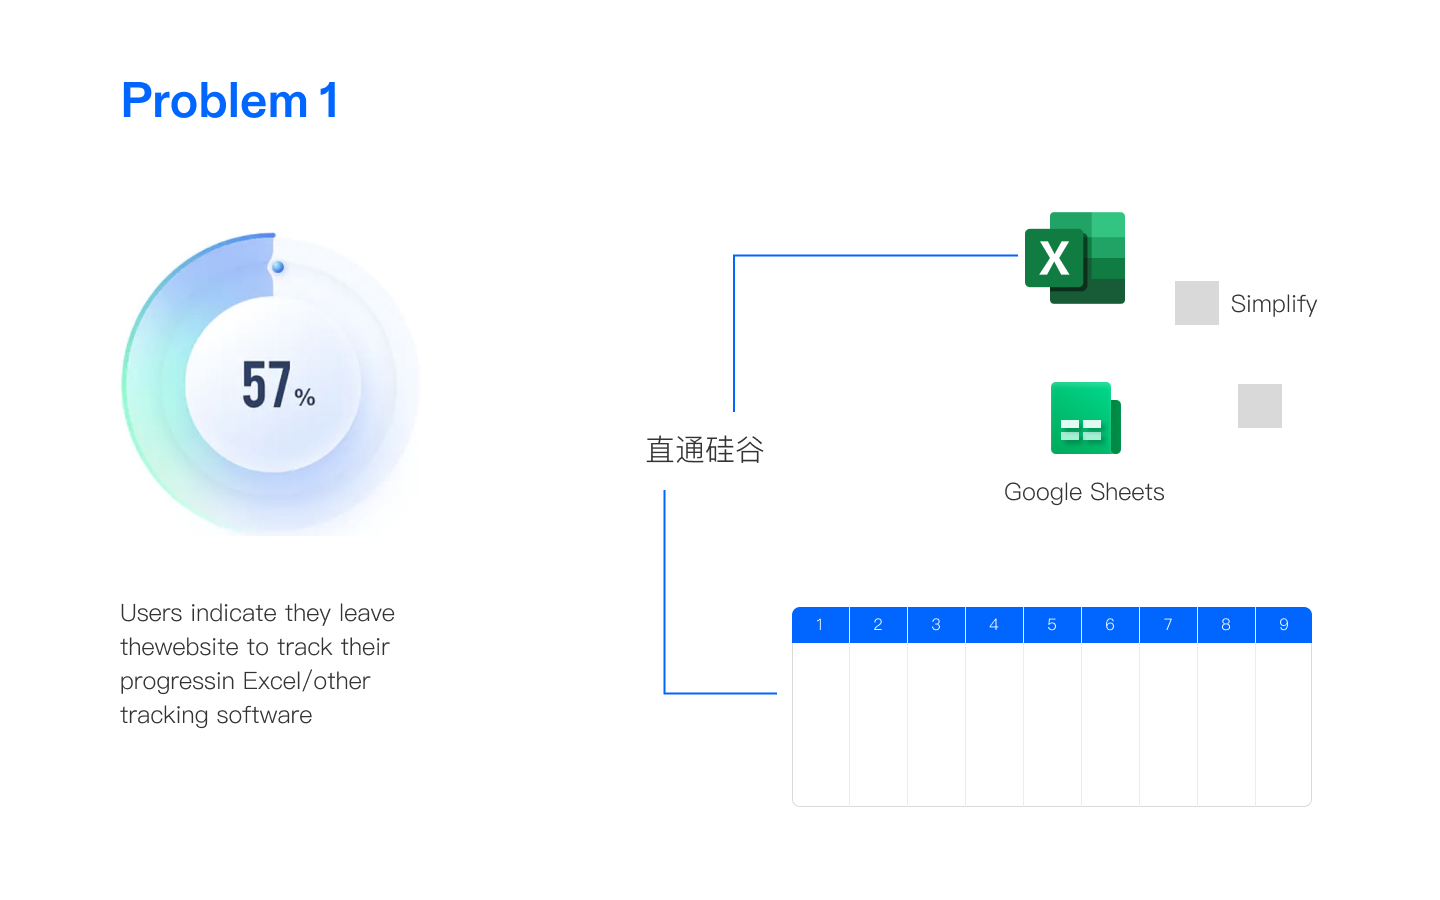 Problem 1
57%
Users indicate they leave
thewebsite to track their
progressin Excel/other
tracking software
直通硅谷
X
Simplify
Google Sheets
1 2 3 4 5 6 7 8 9